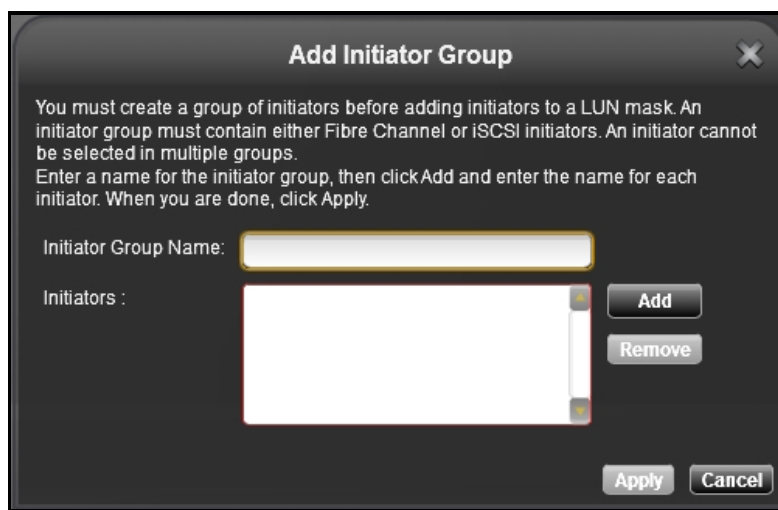 Add Initiator Group
You must create a group of initiators before adding initiators to a LUN mask. An
initiator group must contain either Fibre Channel or iSCSI initiators. An initiator cannot
be selected in multiple groups.
Enter a name for the initiator group, then click Add and enter the name for each
initiator. When you are done, click Apply.
Initiator Group Name:
Initiators :
Add
Remove
Apply
Cancel